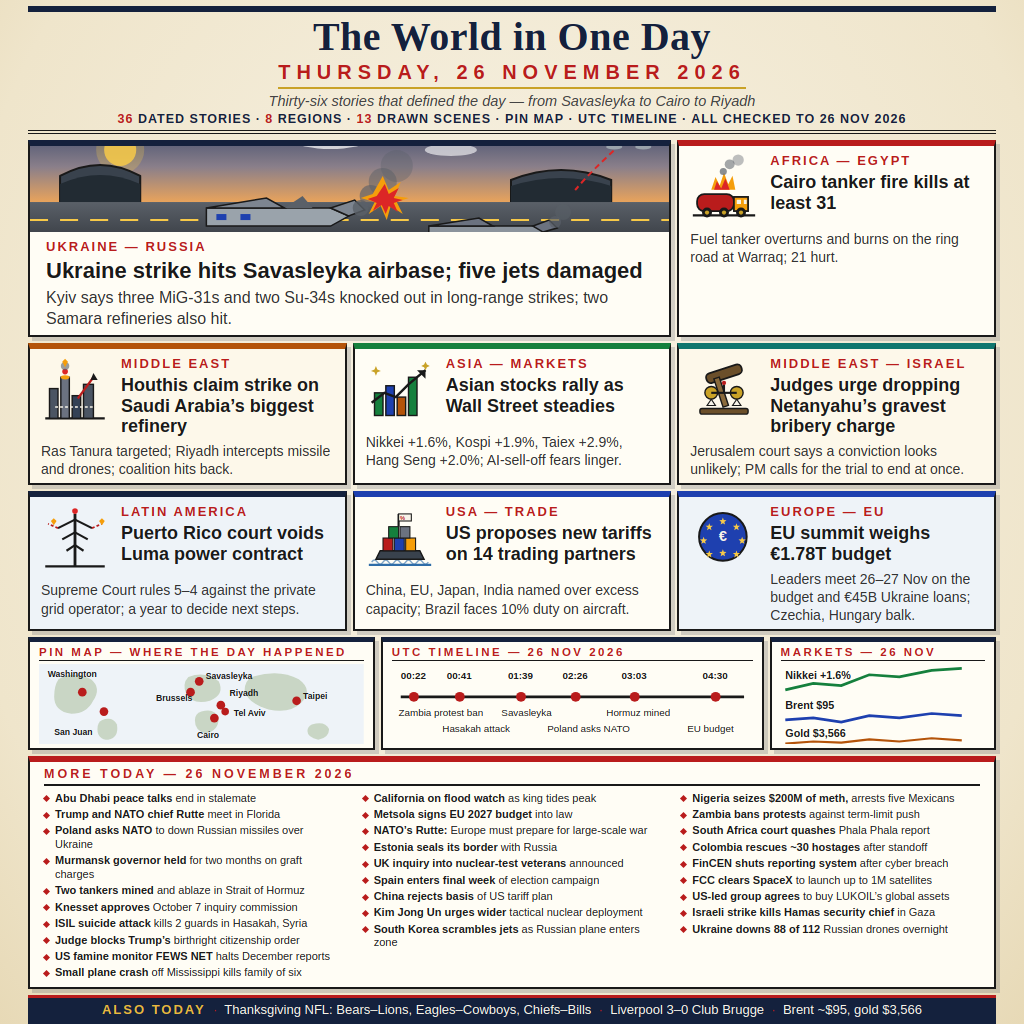 The World in One Day
THURSDAY, 26 NOVEMBER 2026
Thirty-six stories that defined the day — from Savasleyka to Cairo to Riyadh
36 DATED STORIES · 8 REGIONS · 13 DRAWN SCENES · PIN MAP · UTC TIMELINE · ALL CHECKED TO 26 NOV 2026
UKRAINE — RUSSIA
Ukraine strike hits Savasleyka airbase; five jets damaged
Kyiv says three MiG-31s and two Su-34s knocked out in long-range strikes; two
Samara refineries also hit.
AFRICA — EGYPT
Cairo tanker fire kills at
least 31
Fuel tanker overturns and burns on the ring
road at Warraq; 21 hurt.
MIDDLE EAST
Houthis claim strike on
Saudi Arabia’s biggest
refinery
Ras Tanura targeted; Riyadh intercepts missile
and drones; coalition hits back.
ASIA — MARKETS
Asian stocks rally as
Wall Street steadies
Nikkei +1.6%, Kospi +1.9%, Taiex +2.9%,
Hang Seng +2.0%; AI-sell-off fears linger.
MIDDLE EAST — ISRAEL
Judges urge dropping
Netanyahu’s gravest
bribery charge
Jerusalem court says a conviction looks
unlikely; PM calls for the trial to end at once.
LATIN AMERICA
Puerto Rico court voids
Luma power contract
Supreme Court rules 5–4 against the private
grid operator; a year to decide next steps.
%
USA — TRADE
US proposes new tariffs
on 14 trading partners
China, EU, Japan, India named over excess
capacity; Brazil faces 10% duty on aircraft.
€
EUROPE — EU
EU summit weighs
€1.78T budget
Leaders meet 26–27 Nov on the
budget and €45B Ukraine loans;
Czechia, Hungary balk.
PIN MAP — WHERE THE DAY HAPPENED
Washington
Savasleyka
Brussels
Riyadh
Taipei
Tel Aviv
San Juan
Cairo
UTC TIMELINE — 26 NOV 2026
00:22 00:41 01:39 02:26 03:03 04:30
Zambia protest ban Savasleyka Hormuz mined
Hasakah attack Poland asks NATO EU budget
MARKETS — 26 NOV
Nikkei +1.6%
Brent $95
Gold $3,566
MORE TODAY — 26 NOVEMBER 2026
Abu Dhabi peace talks end in stalemate
Trump and NATO chief Rutte meet in Florida
Poland asks NATO to down Russian missiles over
Ukraine
Murmansk governor held for two months on graft
charges
Two tankers mined and ablaze in Strait of Hormuz
Knesset approves October 7 inquiry commission
ISIL suicide attack kills 2 guards in Hasakah, Syria
Judge blocks Trump’s birthright citizenship order
US famine monitor FEWS NET halts December reports
Small plane crash off Mississippi kills family of six
California on flood watch as king tides peak
Metsola signs EU 2027 budget into law
NATO’s Rutte: Europe must prepare for large-scale war
Estonia seals its border with Russia
UK inquiry into nuclear-test veterans announced
Spain enters final week of election campaign
China rejects basis of US tariff plan
Kim Jong Un urges wider tactical nuclear deployment
South Korea scrambles jets as Russian plane enters
zone
Nigeria seizes $200M of meth, arrests five Mexicans
Zambia bans protests against term-limit push
South Africa court quashes Phala Phala report
Colombia rescues ~30 hostages after standoff
FinCEN shuts reporting system after cyber breach
FCC clears SpaceX to launch up to 1M satellites
US-led group agrees to buy LUKOIL’s global assets
Israeli strike kills Hamas security chief in Gaza
Ukraine downs 88 of 112 Russian drones overnight
ALSO TODAY · Thanksgiving NFL: Bears–Lions, Eagles–Cowboys, Chiefs–Bills · Liverpool 3–0 Club Brugge · Brent ~$95, gold $3,566